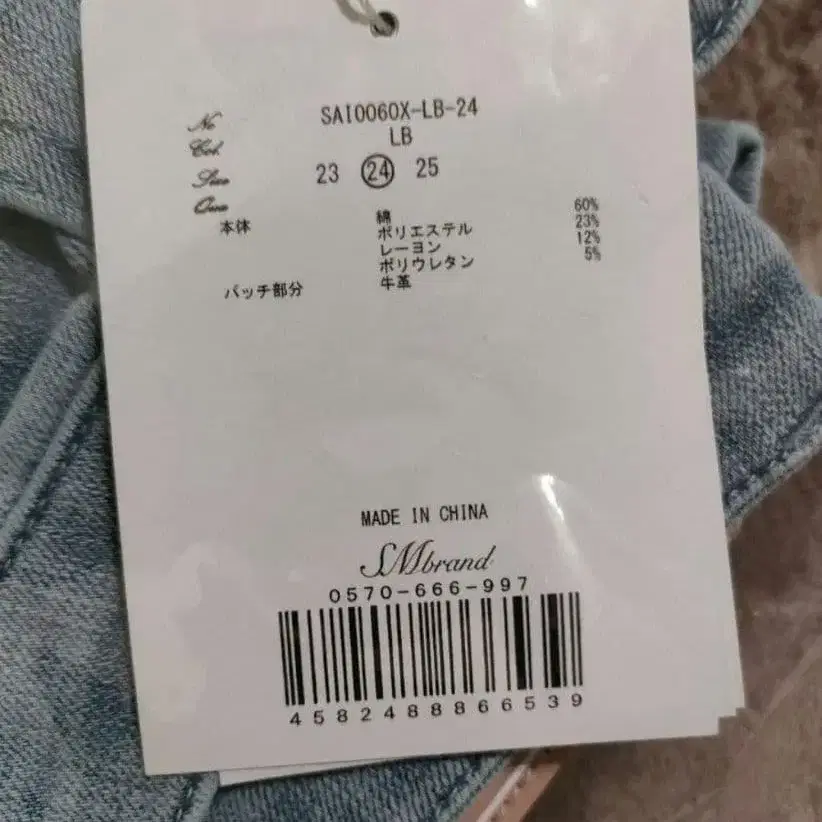 No SAI0060X-LB-24
Col LB
Size 23 24 25
Qua
本体 綿 60%
ポリエステル 23%
レーヨン 12%
ポリウレタン 5%
パッチ部分 牛革
MADE IN CHINA
SMbrand
0570-666-997
4582488866539